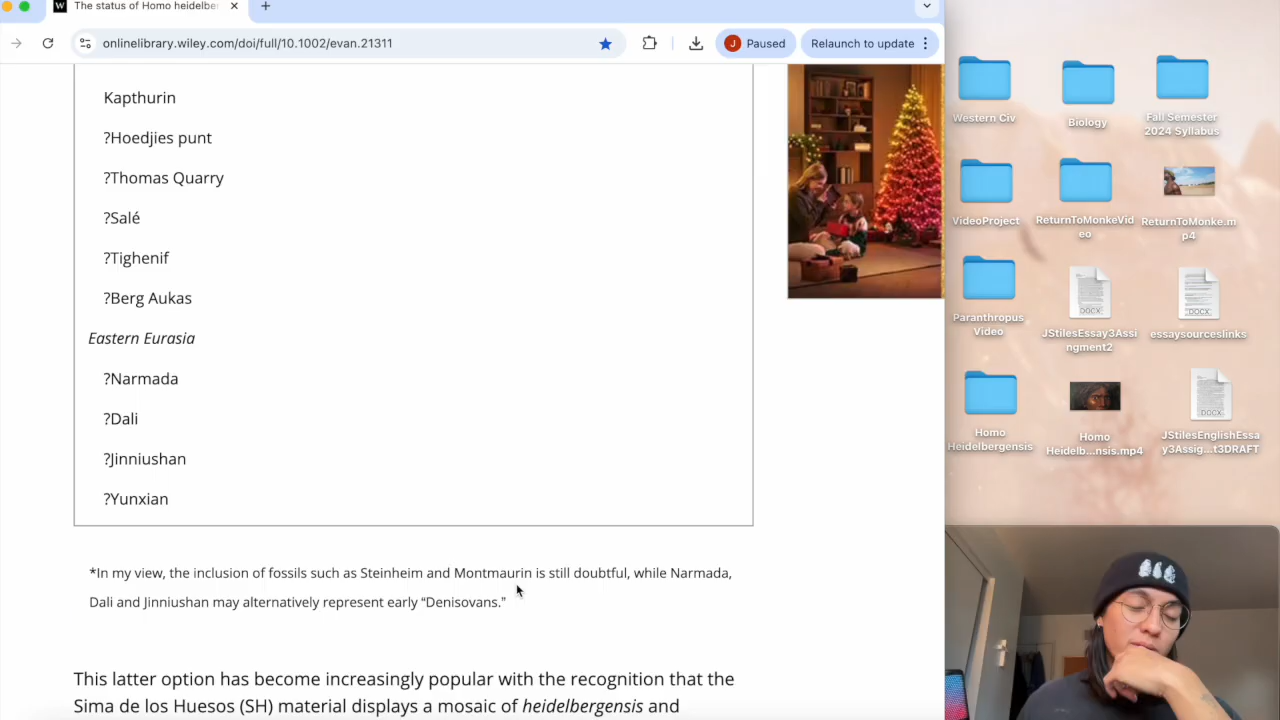 The status of Homo heidelber
onlinelibrary.wiley.com/doi/full/10.1002/evan.21311
J Paused
Relaunch to update
Kapthurin
?Hoedjies punt
?Thomas Quarry
?Salé
?Tighenif
?Berg Aukas
Eastern Eurasia
?Narmada
?Dali
?Jinniushan
?Yunxian
*In my view, the inclusion of fossils such as Steinheim and Montmaurin is still doubtful, while Narmada,
Dali and Jinniushan may alternatively represent early “Denisovans.”
This latter option has become increasingly popular with the recognition that the
Sima de los Huesos (SH) material displays a mosaic of heidelbergensis and
Western Civ
Biology
Fall Semester
2024 Syllabus
VideoProject
ReturnToMonkeVid
eo
ReturnToMonke.m
p4
Paranthropus
Video
DOCX
JStilesEssay3Assi
ngment2
DOCX
essaysourceslinks
Homo
Heidelbergensis
Homo
Heidelb...nsis.mp4
DOCX
JStilesEnglishEssa
y3Assig...t3DRAFT